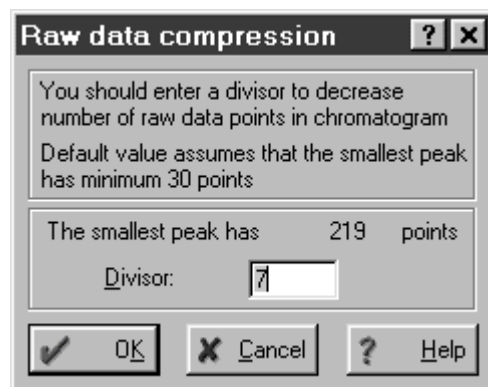 Raw data compression ? ×
You should enter a divisor to decrease
number of raw data points in chromatogram
Default value assumes that the smallest peak
has minimum 30 points
The smallest peak has 219 points
Divisor: 7
OK Cancel ? Help